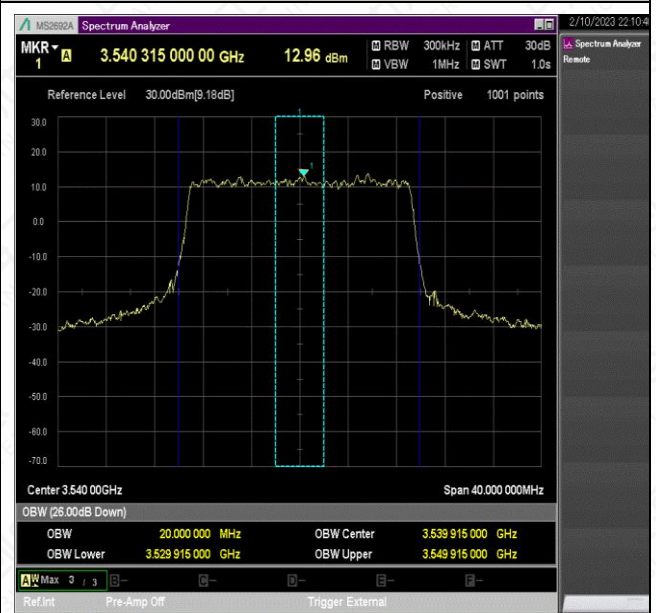 MS2692A Spectrum Analyzer
2/10/2023 22:10:4
MKR 1 A 3.540 315 000 00 GHz 12.96 dBm
M RBW 300kHz M ATT 30dB
M VBW 1MHz M SWT 1.0s
Spectrum Analyzer
Remote
Reference Level 30.00dBm[9.18dB] Positive 1001 points
1
30.0
20.0
1
10.0
0.0
-10.0
-20.0
-30.0
-40.0
-50.0
-60.0
-70.0
Center 3.540 00GHz Span 40.000 000MHz
OBW (26.00dB Down)
OBW 20.000 000 MHz OBW Center 3.539 915 000 GHz
OBW Lower 3.529 915 000 GHz OBW Upper 3.549 915 000 GHz
A W Max 3 / 3 B- C- D- E- F-
Ref.Int Pre-Amp Off Trigger External